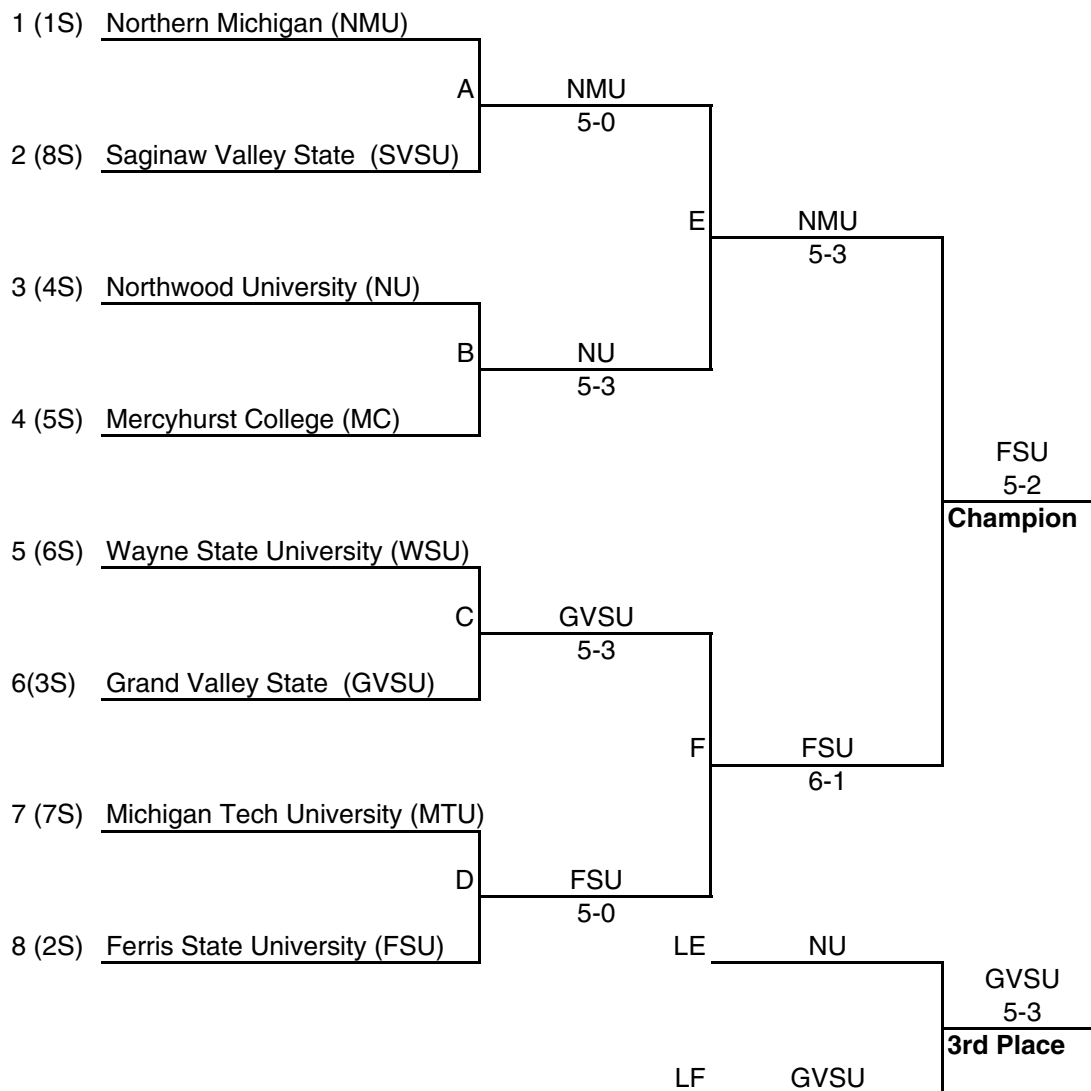 1 (1S) Northern Michigan (NMU)
A NMU
5-0
2 (8S) Saginaw Valley State (SVSU)
E NMU
5-3
3 (4S) Northwood University (NU)
B NU
5-3
4 (5S) Mercyhurst College (MC)
FSU
5-2
Champion
5 (6S) Wayne State University (WSU)
C GVSU
5-3
6(3S) Grand Valley State (GVSU)
F FSU
6-1
7 (7S) Michigan Tech University (MTU)
D FSU
5-0
8 (2S) Ferris State University (FSU)
LE NU
GVSU
5-3
3rd Place
LF GVSU